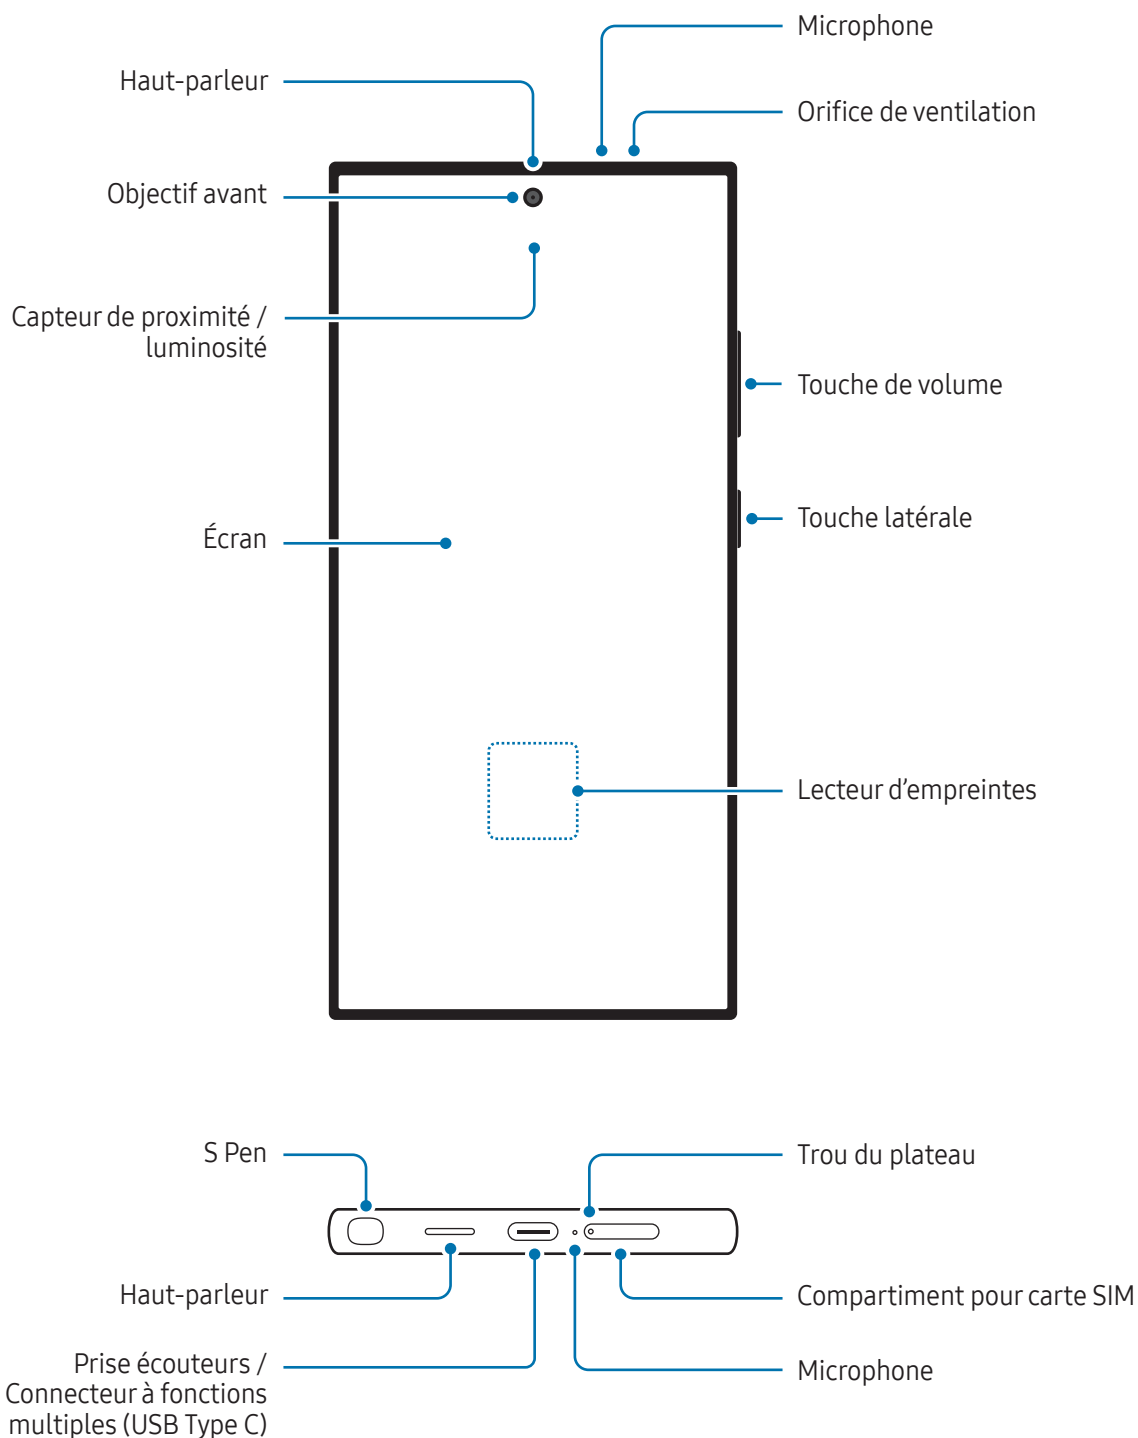 Microphone
Haut-parleur
Orifice de ventilation
Objectif avant
Capteur de proximité /
luminosité
Touche de volume
Touche latérale
Écran
Lecteur d'empreintes
S Pen
Trou du plateau
Haut-parleur
Compartiment pour carte SIM
Prise écouteurs /
Connecteur à fonctions
multiples (USB Type C)
Microphone